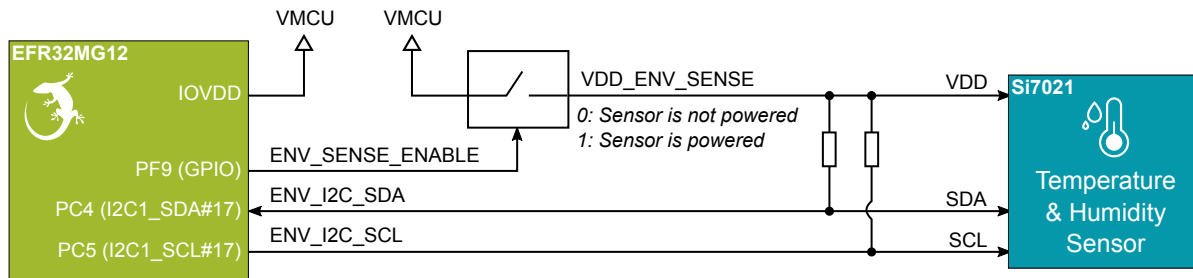 VMCU
VMCU
EFR32MG12
IOVDD
VDD_ENV_SENSE
VDD
Si7021
0: Sensor is not powered
1: Sensor is powered
PF9 (GPIO)
ENV_SENSE_ENABLE
PC4 (I2C1_SDA#17)
ENV_I2C_SDA
SDA
PC5 (I2C1_SCL#17)
ENV_I2C_SCL
SCL
Temperature
& Humidity
Sensor